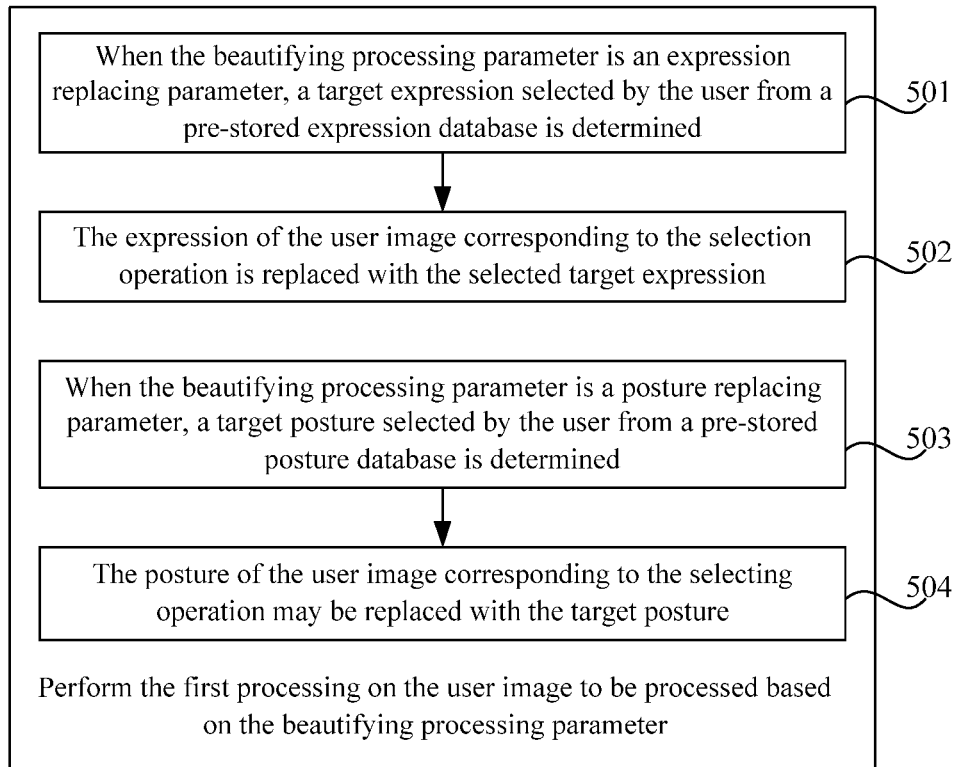 When the beautifying processing parameter is an expression
replacing parameter, a target expression selected by the user from a
pre-stored expression database is determined
501
The expression of the user image corresponding to the selection
operation is replaced with the selected target expression
502
When the beautifying processing parameter is a posture replacing
parameter, a target posture selected by the user from a pre-stored
posture database is determined
503
The posture of the user image corresponding to the selecting
operation may be replaced with the target posture
504
Perform the first processing on the user image to be processed based
on the beautifying processing parameter